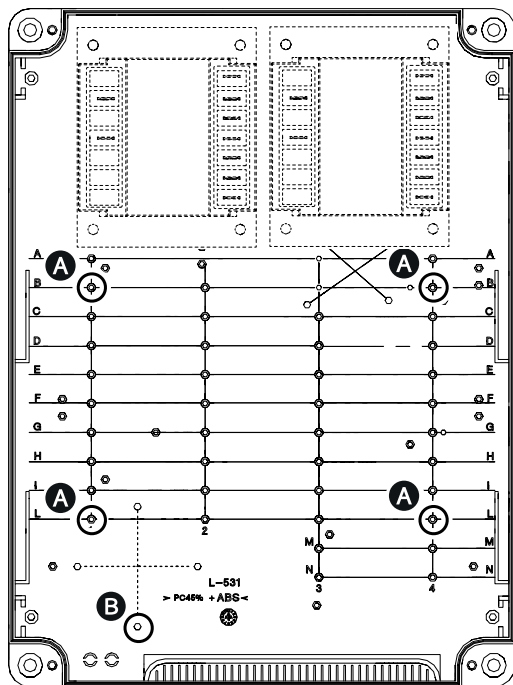 A A
A A
B B
C C
D D
E E
F F
G G
H H
I I
A A
L L
2
M M
N N
3 4
L-531
> PC45% + ABS <
B